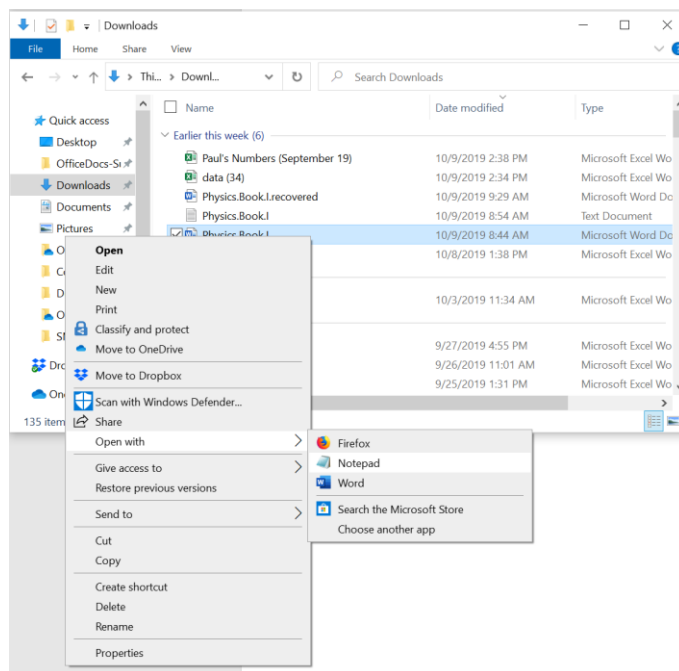 Downloads
File Home Share View
Thi... Downl... Search Downloads
Name Date modified Type
Quick access
Desktop
OfficeDocs-S
Downloads
Documents
Pictures
Earlier this week (6)
Paul's Numbers (September 19) 10/9/2019 2:38 PM Microsoft Excel Wo
data (34) 10/9/2019 2:34 PM Microsoft Excel Wo
Physics.Book.I.recovered 10/9/2019 9:29 AM Microsoft Word Do
Physics.Book.I 10/9/2019 8:54 AM Text Document
Physics.Book.I 10/9/2019 8:44 AM Microsoft Word Do
10/8/2019 1:38 PM Microsoft Excel Wo
10/3/2019 11:34 AM Microsoft Excel Wo
9/27/2019 4:55 PM Microsoft Excel Wo
9/26/2019 11:01 AM Microsoft Excel Wo
9/25/2019 1:31 PM Microsoft Excel Wo
O
C
D
O
SI
Dro
One
135 item
Open
Edit
New
Print
Classify and protect
Move to OneDrive
Move to Dropbox
Scan with Windows Defender...
Share
Open with
Give access to
Restore previous versions
Send to
Cut
Copy
Create shortcut
Delete
Rename
Properties
Firefox
Notepad
Word
Search the Microsoft Store
Choose another app